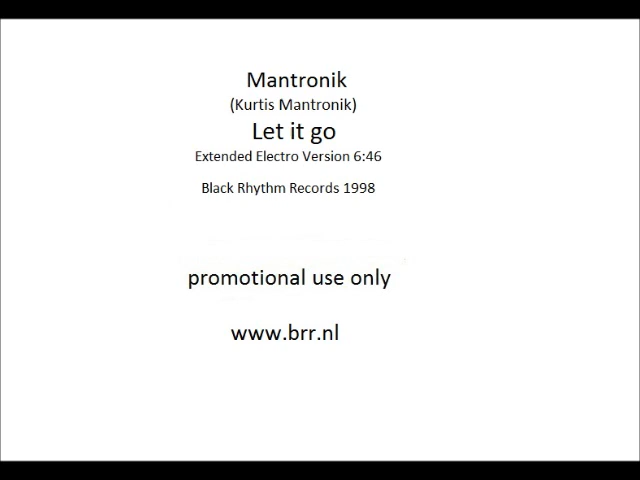 Mantronik
(Kurtis Mantronik)
Let it go
Extended Electro Version 6:46
Black Rhythm Records 1998
promotional use only
www.brr.nl